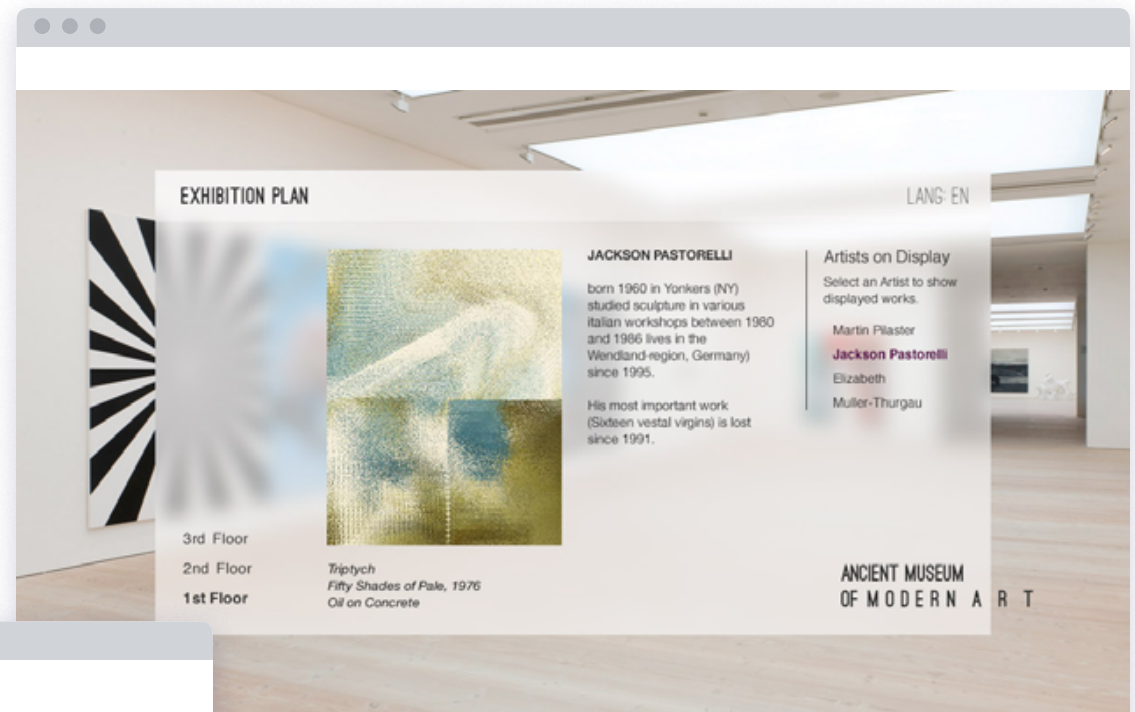 EXHIBITION PLAN
LANG: EN
JACKSON PASTORELLI
born 1960 in Yonkers (NY)
studied sculpture in various
italian workshops between 1980
and 1986 lives in the
Wendland-region, Germany)
since 1995.
His most important work
(Sixteen vestal virgins) is lost
since 1991.
Artists on Display
Select an Artist to show
displayed works.
Martin Pilaster
Jackson Pastorelli
Elizabeth
Muller-Thurgau
3rd Floor
2nd Floor
1st Floor
Triptych
Fifty Shades of Pale, 1976
Oil on Concrete
ANCIENT MUSEUM
OF MODERN ART